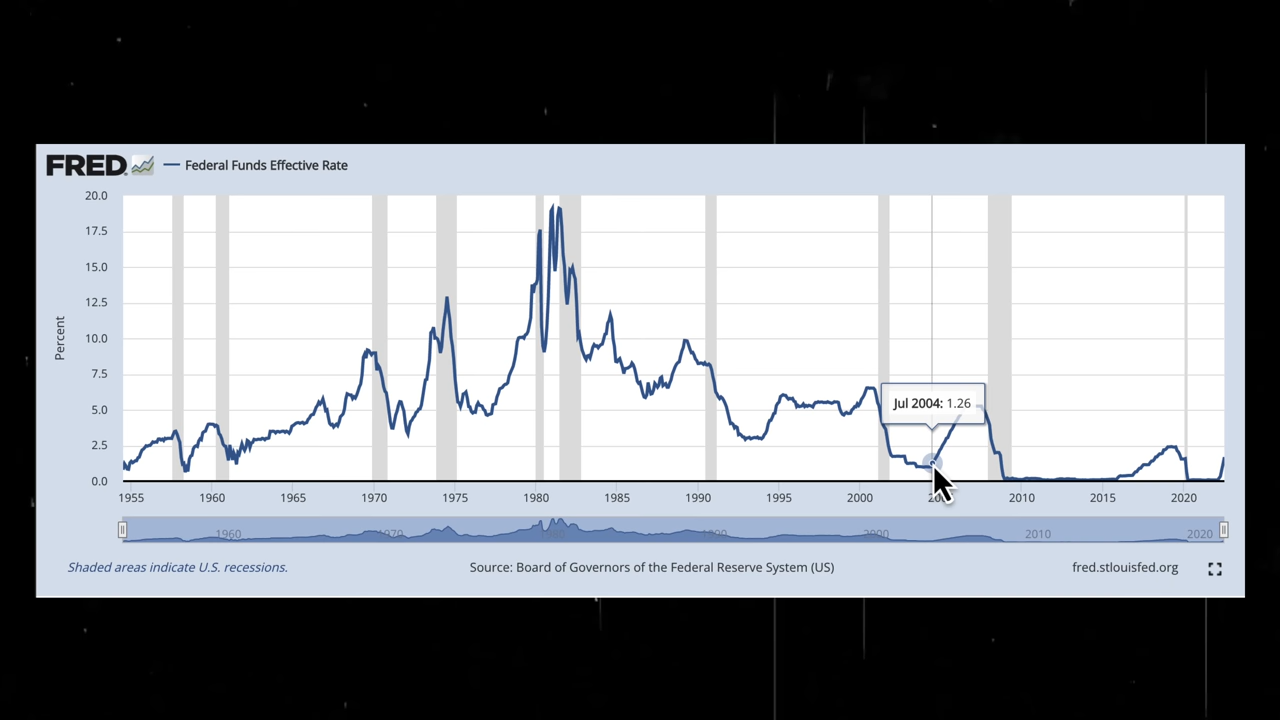 FRED
Federal Funds Effective Rate
20.0
17.5
15.0
12.5
10.0
7.5
5.0
2.5
0.0
Percent
Jul 2004: 1.26
1955 1960 1965 1970 1975 1980 1985 1990 1995 2000 2010 2015 2020
1960 1970 1990 2000 2010 2020
Shaded areas indicate U.S. recessions.
Source: Board of Governors of the Federal Reserve System (US)
fred.stlouisfed.org